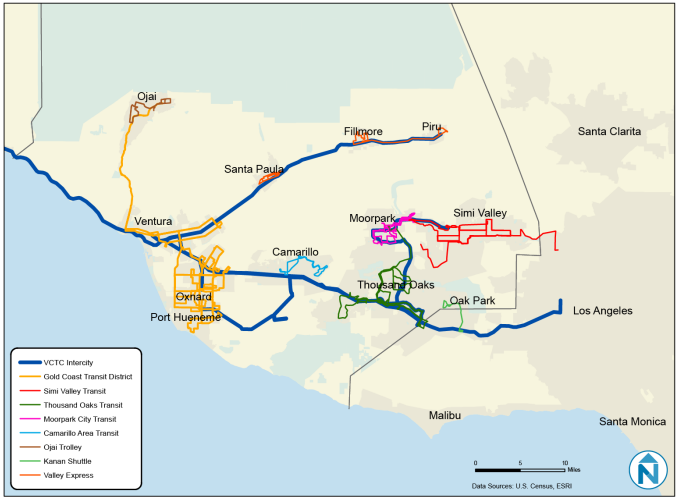 Ojai
Fillmore
Piru
Santa Clarita
Santa Paula
Ventura
Moorpark
Simi Valley
Camarillo
Thousand Oaks
Oxnard
Oak Park
Port Hueneme
Los Angeles
VCTC Intercity
Gold Coast Transit District
Simi Valley Transit
Thousand Oaks Transit
Moorpark City Transit
Camarillo Area Transit
Ojai Trolley
Kanan Shuttle
Valley Express
Malibu
Santa Monica
0 5 10
Miles
Data Sources: U.S. Census, ESRI
N